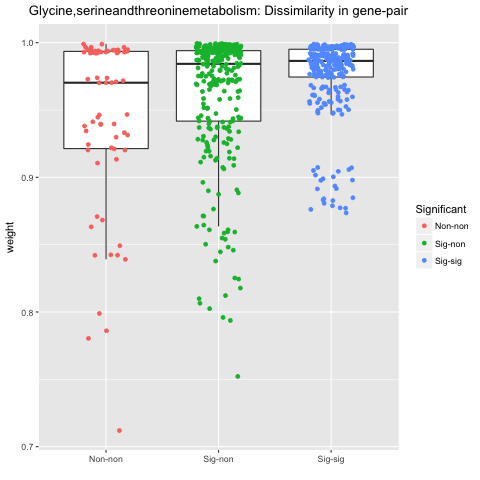 Glycine,serineandthreoninemetabolism: Dissimilarity in gene-pair
1.0
0.9
0.8
0.7
weight
Non-non
Sig-non
Sig-sig
Significant
Non-non
Sig-non
Sig-sig